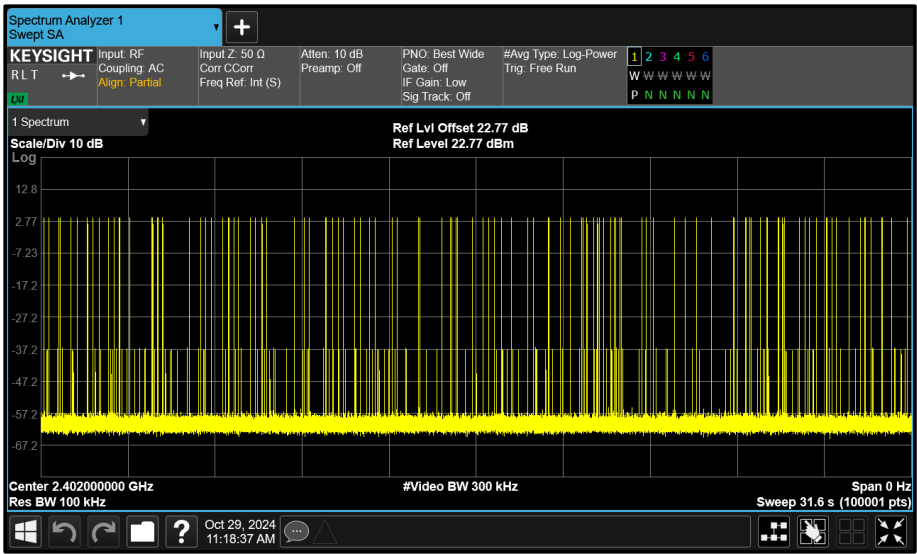 Spectrum Analyzer 1
Swept SA
+
KEYSIGHT Input: RF Input Z: 50 Ω Atten: 10 dB PNO: Best Wide #Avg Type: Log-Power 1 2 3 4 5 6
RLT Coupling: AC Corr CCorr Preamp: Off Gate: Off Trig: Free Run W W W W W W
Align: Partial Freq Ref: Int (S) IF Gain: Low P N N N N N
LXI Sig Track: Off
1 Spectrum
Ref Lvl Offset 22.77 dB
Scale/Div 10 dB Ref Level 22.77 dBm
Log
12.8
2.77
-7.23
-17.2
-27.2
-37.2
-47.2
-57.2
-67.2
Center 2.402000000 GHz #Video BW 300 kHz Span 0 Hz
Res BW 100 kHz Sweep 31.6 s (100001 pts)
? Oct 29, 2024
11:18:37 AM